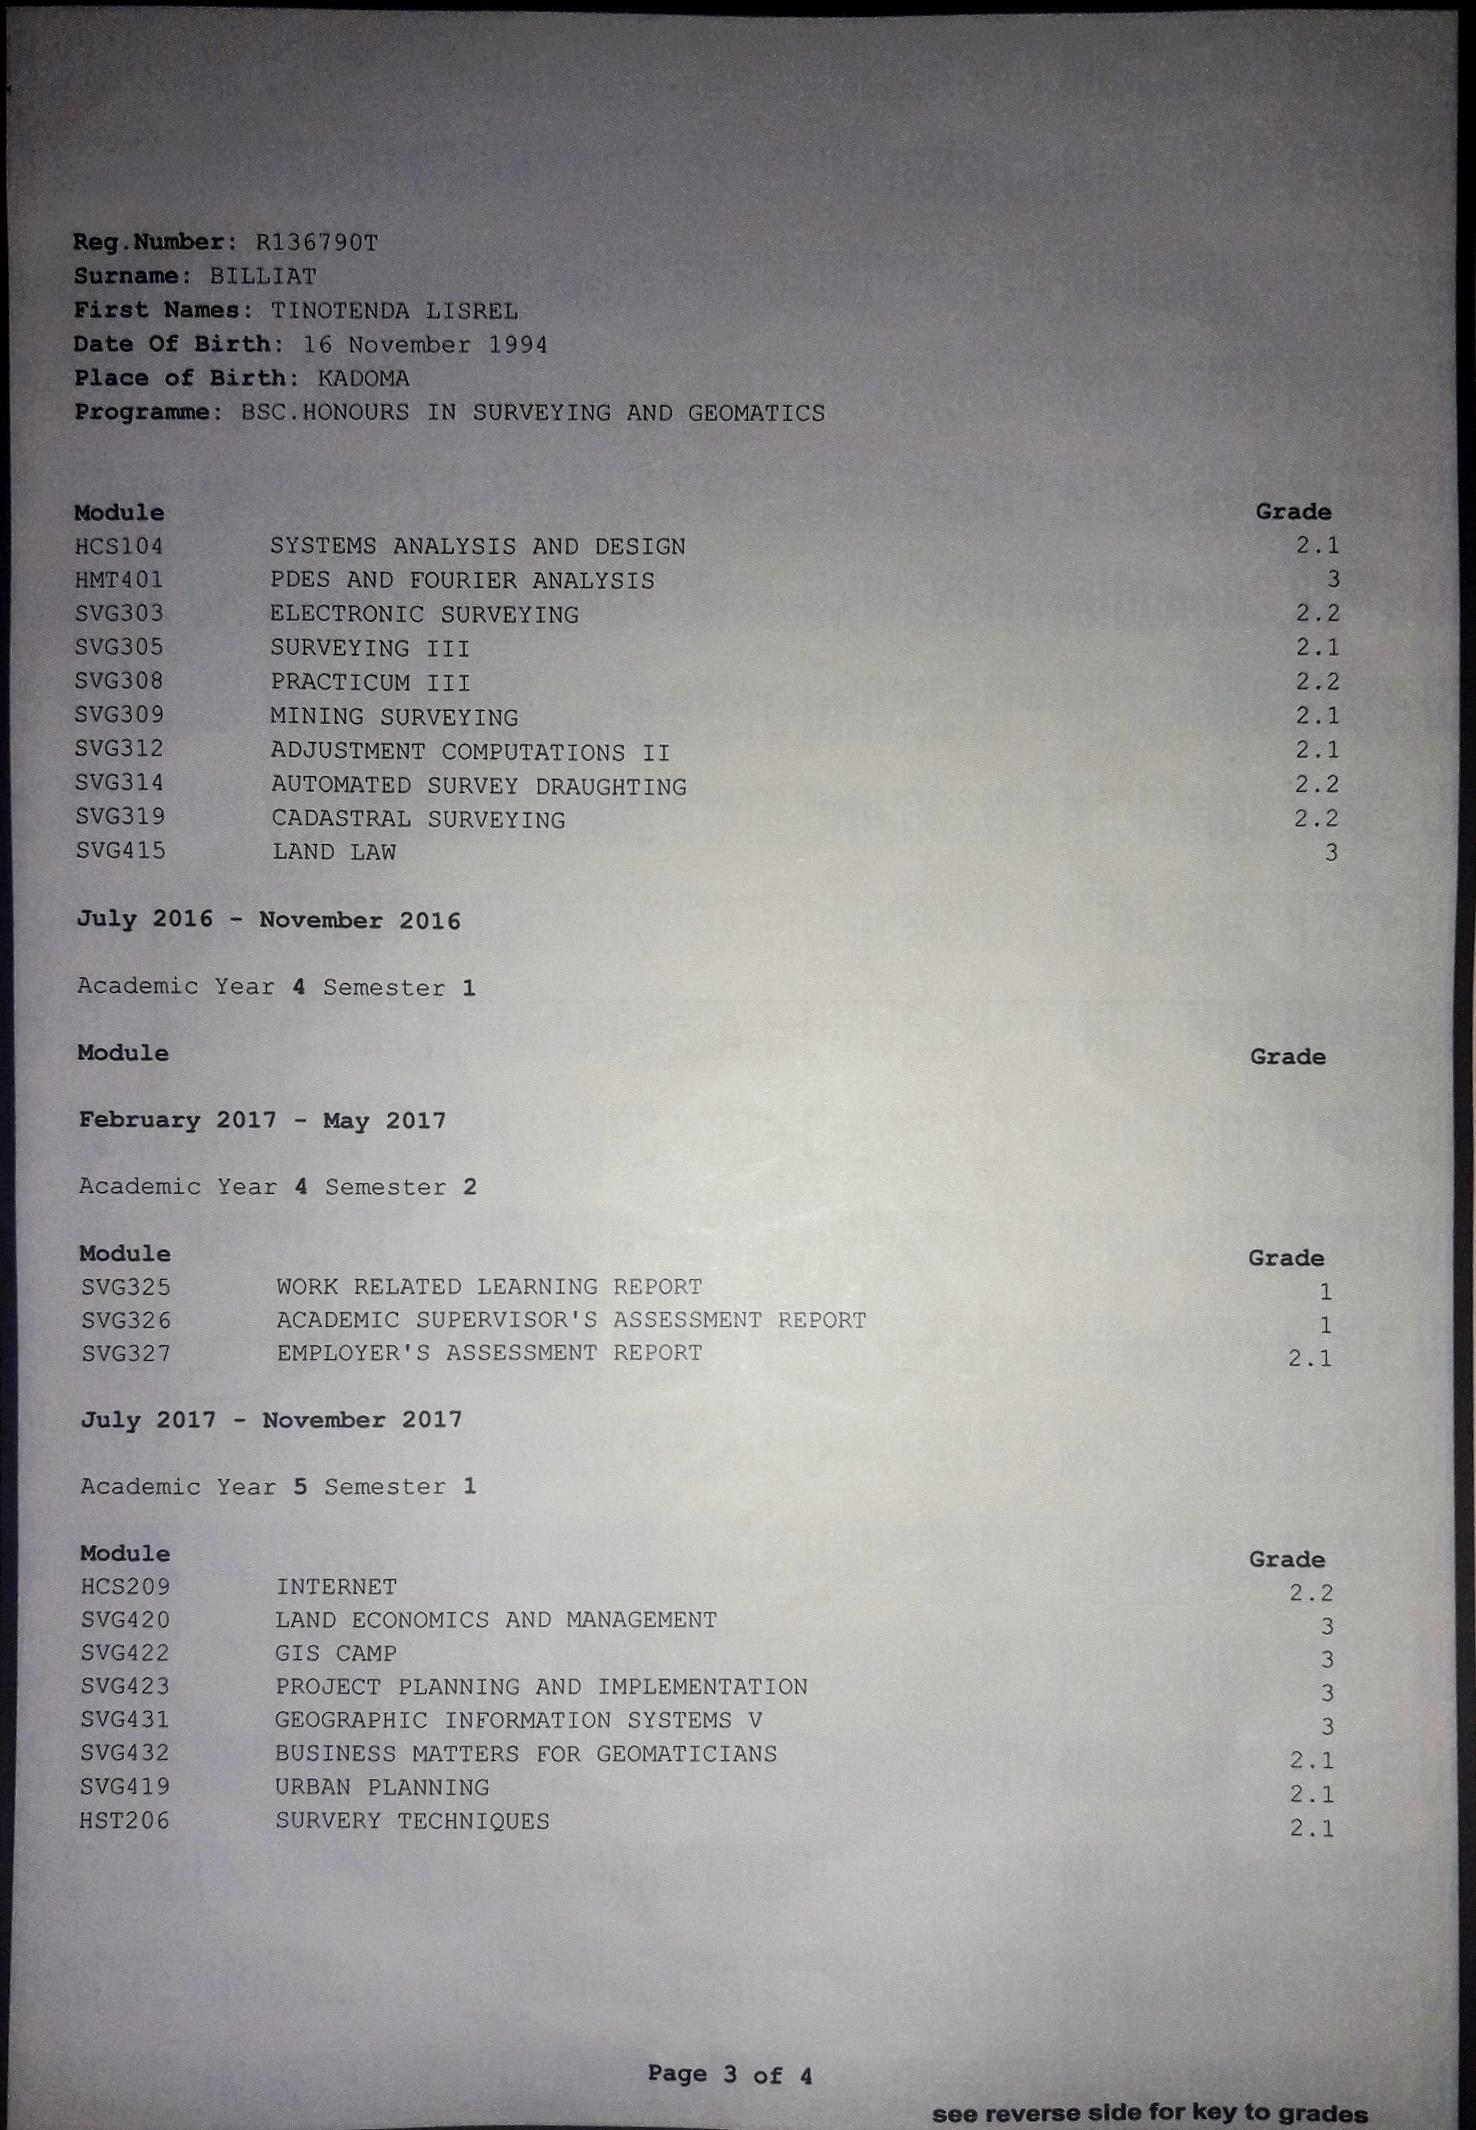 Reg.Number: R136790T
Surname: BILLIAT
First Names: TINOTENDA LISREL
Date Of Birth: 16 November 1994
Place of Birth: KADOMA
Programme: BSC.HONOURS IN SURVEYING AND GEOMATICS
Module Grade
HCS104 SYSTEMS ANALYSIS AND DESIGN 2.1
HMT401 PDES AND FOURIER ANALYSIS 3
SVG303 ELECTRONIC SURVEYING 2.2
SVG305 SURVEYING III 2.1
SVG308 PRACTICUM III 2.2
SVG309 MINING SURVEYING 2.1
SVG312 ADJUSTMENT COMPUTATIONS II 2.1
SVG314 AUTOMATED SURVEY DRAUGHTING 2.2
SVG319 CADASTRAL SURVEYING 2.2
SVG415 LAND LAW 3
July 2016 - November 2016
Academic Year 4 Semester 1
Module Grade
February 2017 - May 2017
Academic Year 4 Semester 2
Module Grade
SVG325 WORK RELATED LEARNING REPORT 1
SVG326 ACADEMIC SUPERVISOR'S ASSESSMENT REPORT 1
SVG327 EMPLOYER'S ASSESSMENT REPORT 2.1
July 2017 - November 2017
Academic Year 5 Semester 1
Module Grade
HCS209 INTERNET 2.2
SVG420 LAND ECONOMICS AND MANAGEMENT 3
SVG422 GIS CAMP 3
SVG423 PROJECT PLANNING AND IMPLEMENTATION 3
SVG431 GEOGRAPHIC INFORMATION SYSTEMS V 3
SVG432 BUSINESS MATTERS FOR GEOMATICIANS 2.1
SVG419 URBAN PLANNING 2.1
HST206 SURVERY TECHNIQUES 2.1
Page 3 of 4
see reverse side for key to grades